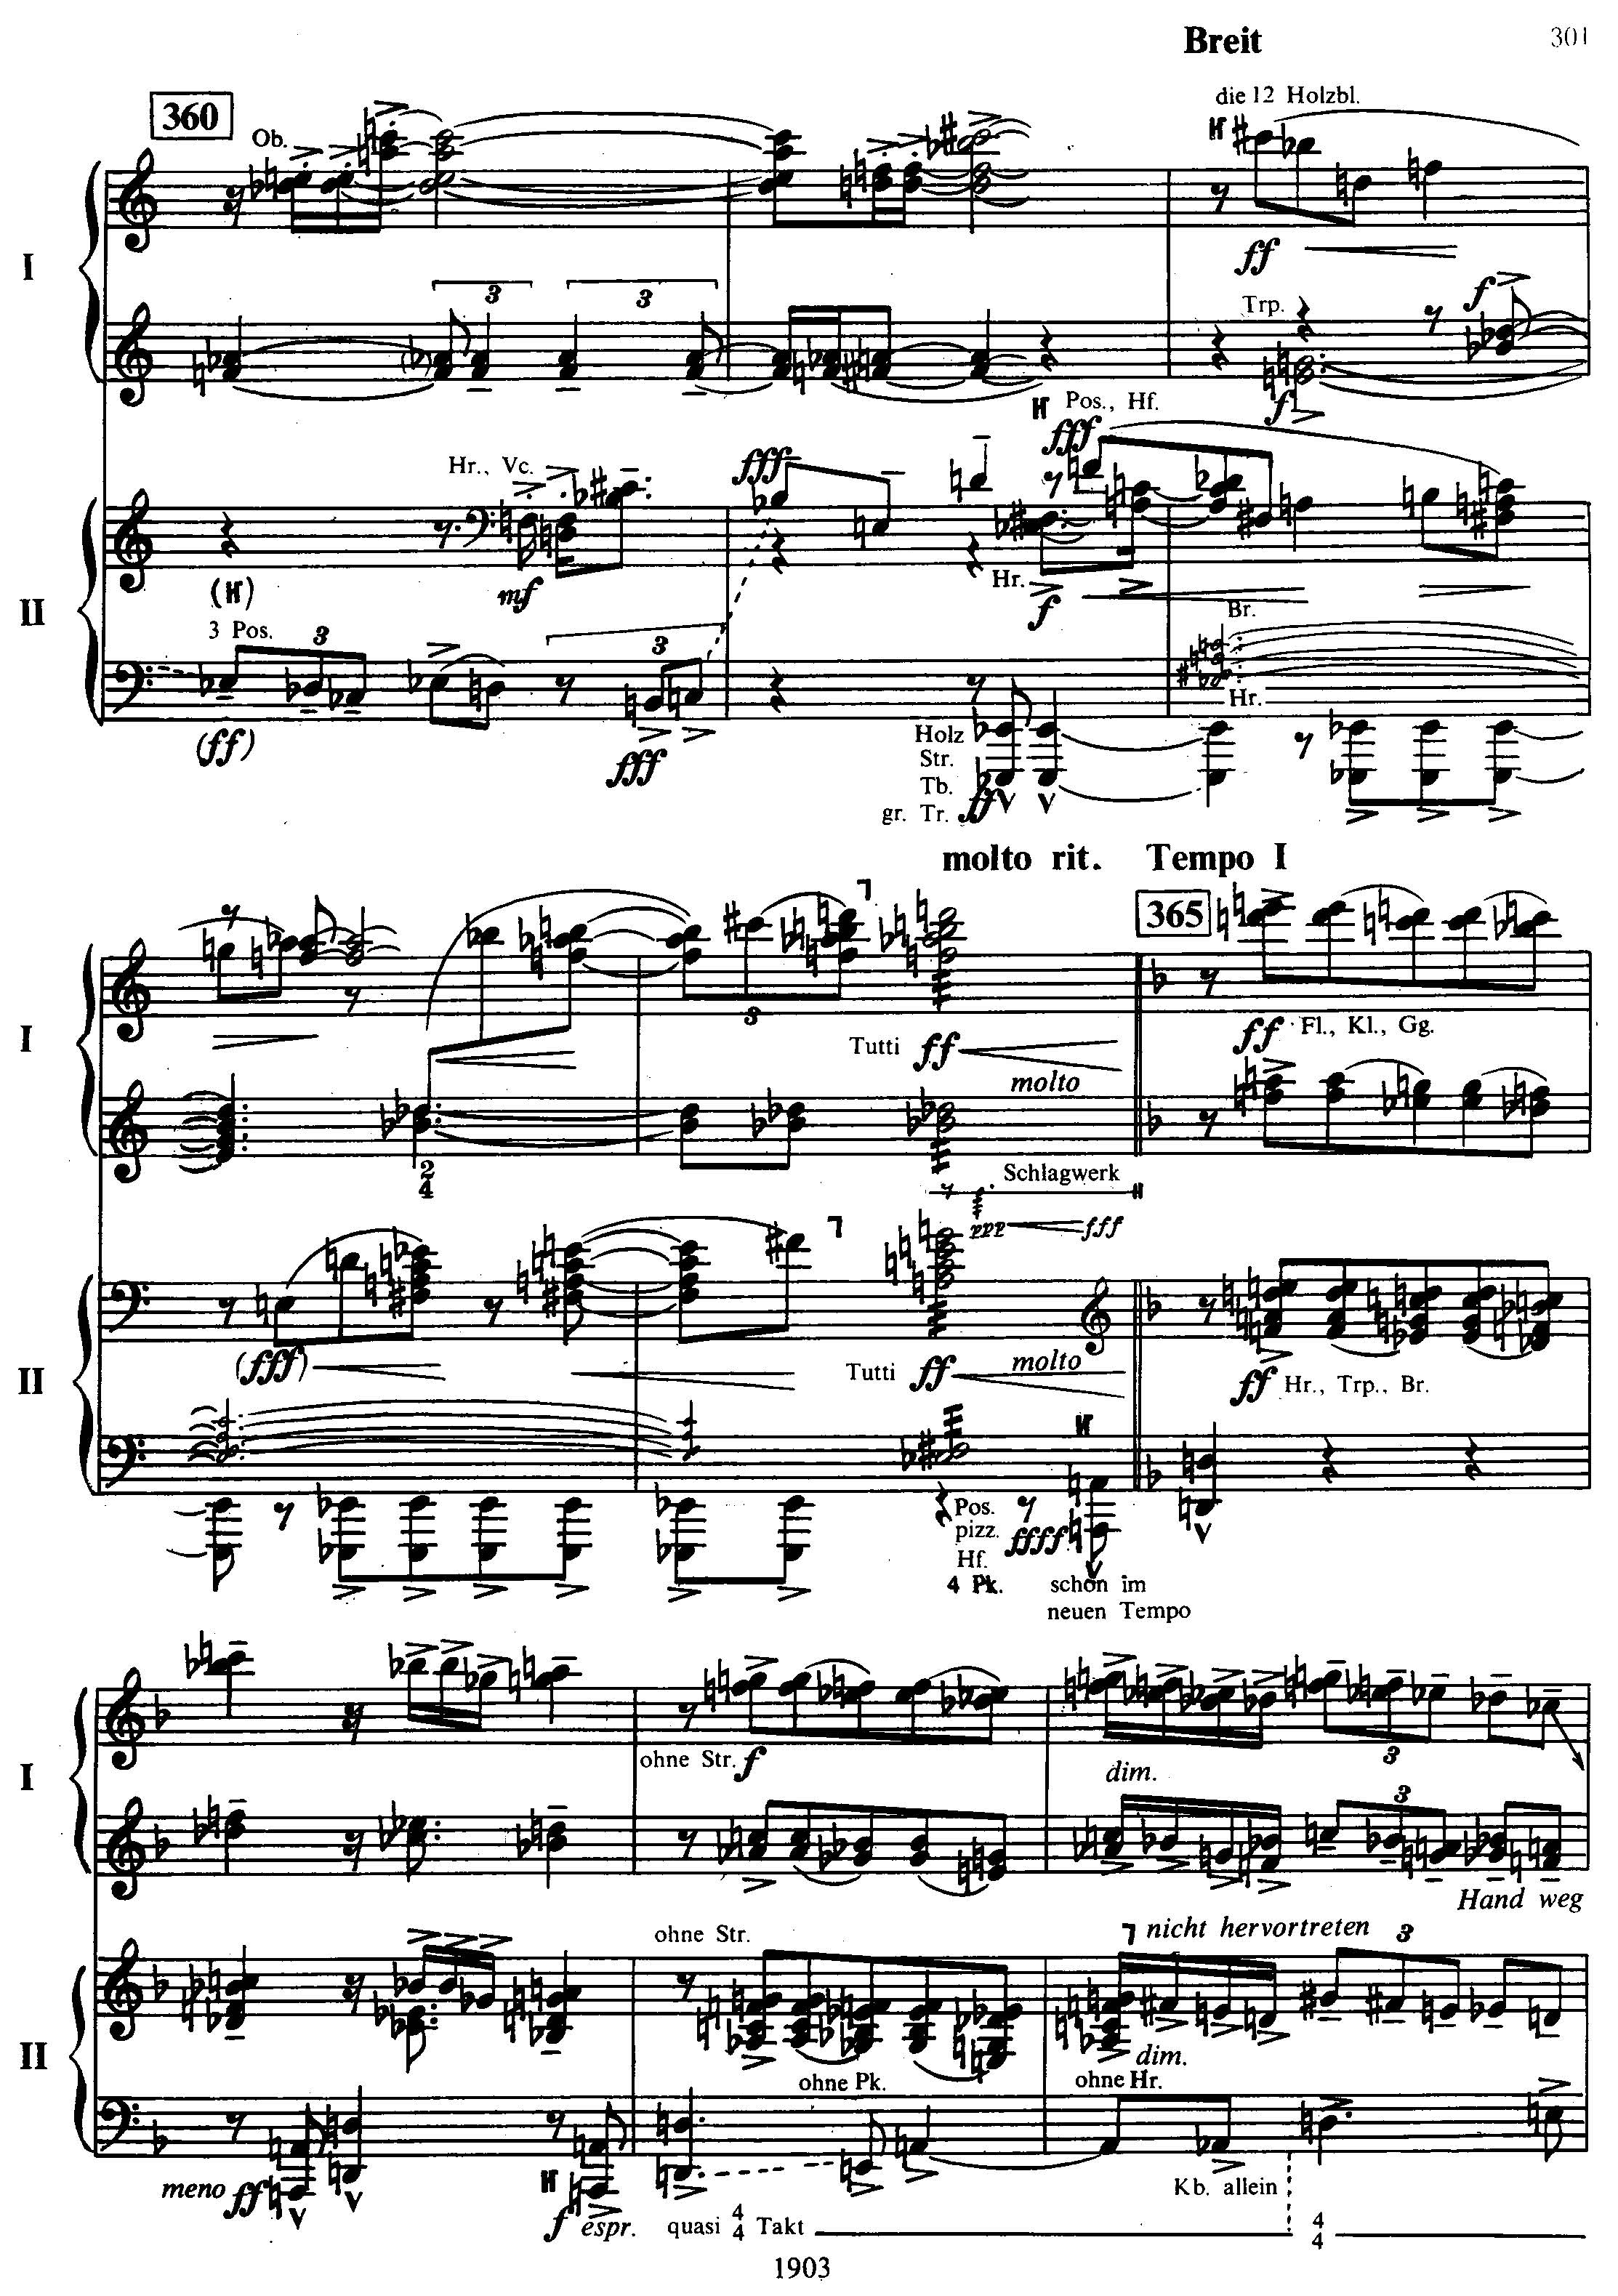 Breit 301
360
die 12 Holzbl.
Ob.
I
ff
3 3
Trp.
f
f
Pos., Hf.
fff
Hr., Vc.
fff
mf
Hr.
f
II
3 Pos.
3
3
Br.
Hr.
(ff)
fff
Holz
Str.
Tb.
gr. Tr. ff
molto rit. Tempo I
365
3
I
Tutti ff
molto
ff Fl., Kl., Gg.
2
4
Schlagwerk
ppp fff
(fff)
Tutti ff molto
II
ff Hr., Trp., Br.
Pos.
pizz. ffff
Hf.
4 Pk. schon im
neuen Tempo
ohne Str. f
I
dim.
3
3
Hand weg
ohne Str.
nicht hervortreten 3
II
dim.
ohne Pk. ohne Hr.
meno ff
Kb. allein
f espr. quasi 4/4 Takt 4/4
1903